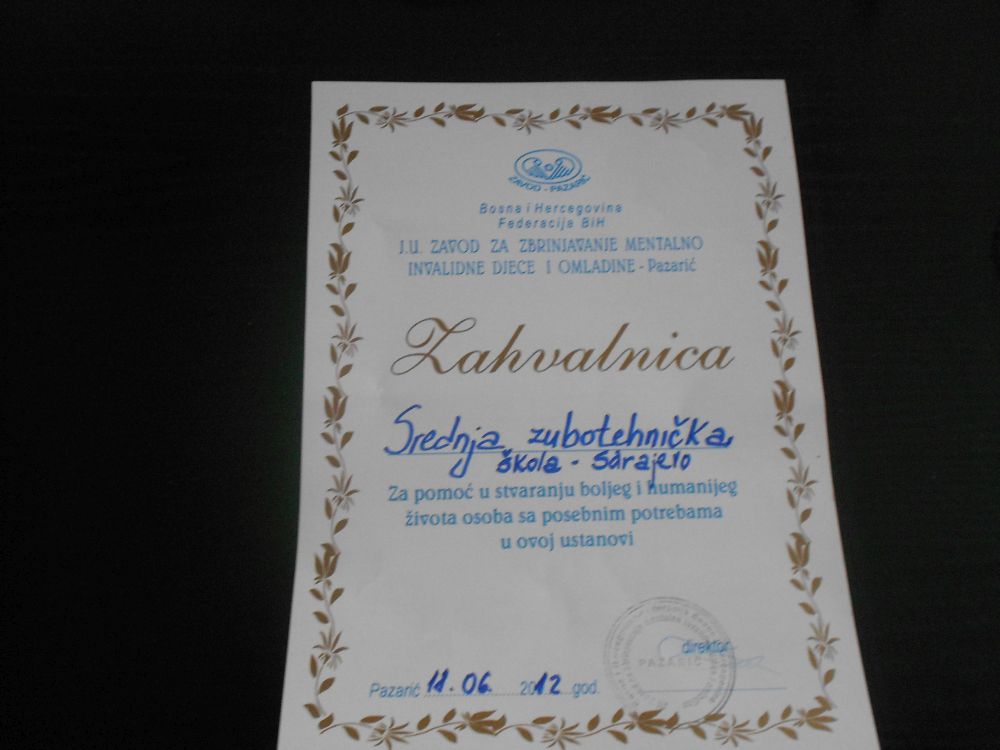 ZAVOD - PAZARIĆ
Bosna i Hercegovina
Federacija BiH
J.U. ZAVOD ZA ZBRINJAVANJE MENTALNO
INVALIDNE DJECE I OMLADINE - Pazarić
Zahvalnica
Srednja zubotehnička
škola - Sarajevo
Za pomoć u stvaranju boljeg i humanijeg
života osoba sa posebnim potrebama
u ovoj ustanovi
direktor
PAZARIĆ
Pazarić 11.06. 2012 god.